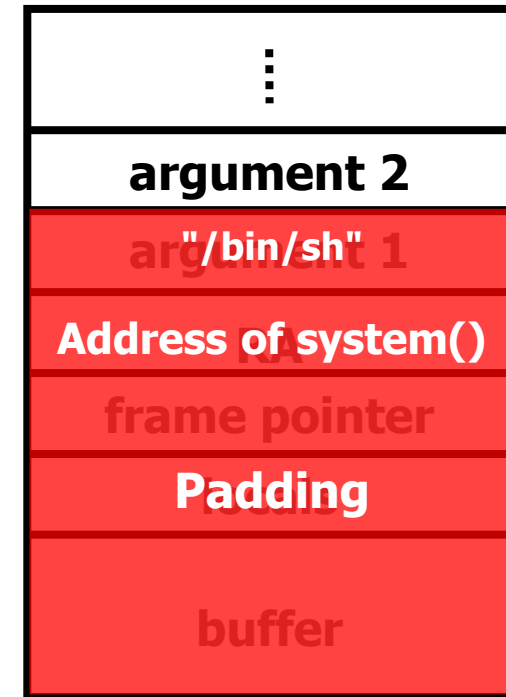 ⋮
argument 2
argument 1
"/bin/sh"
RA
Address of system()
frame pointer
locals
Padding
buffer